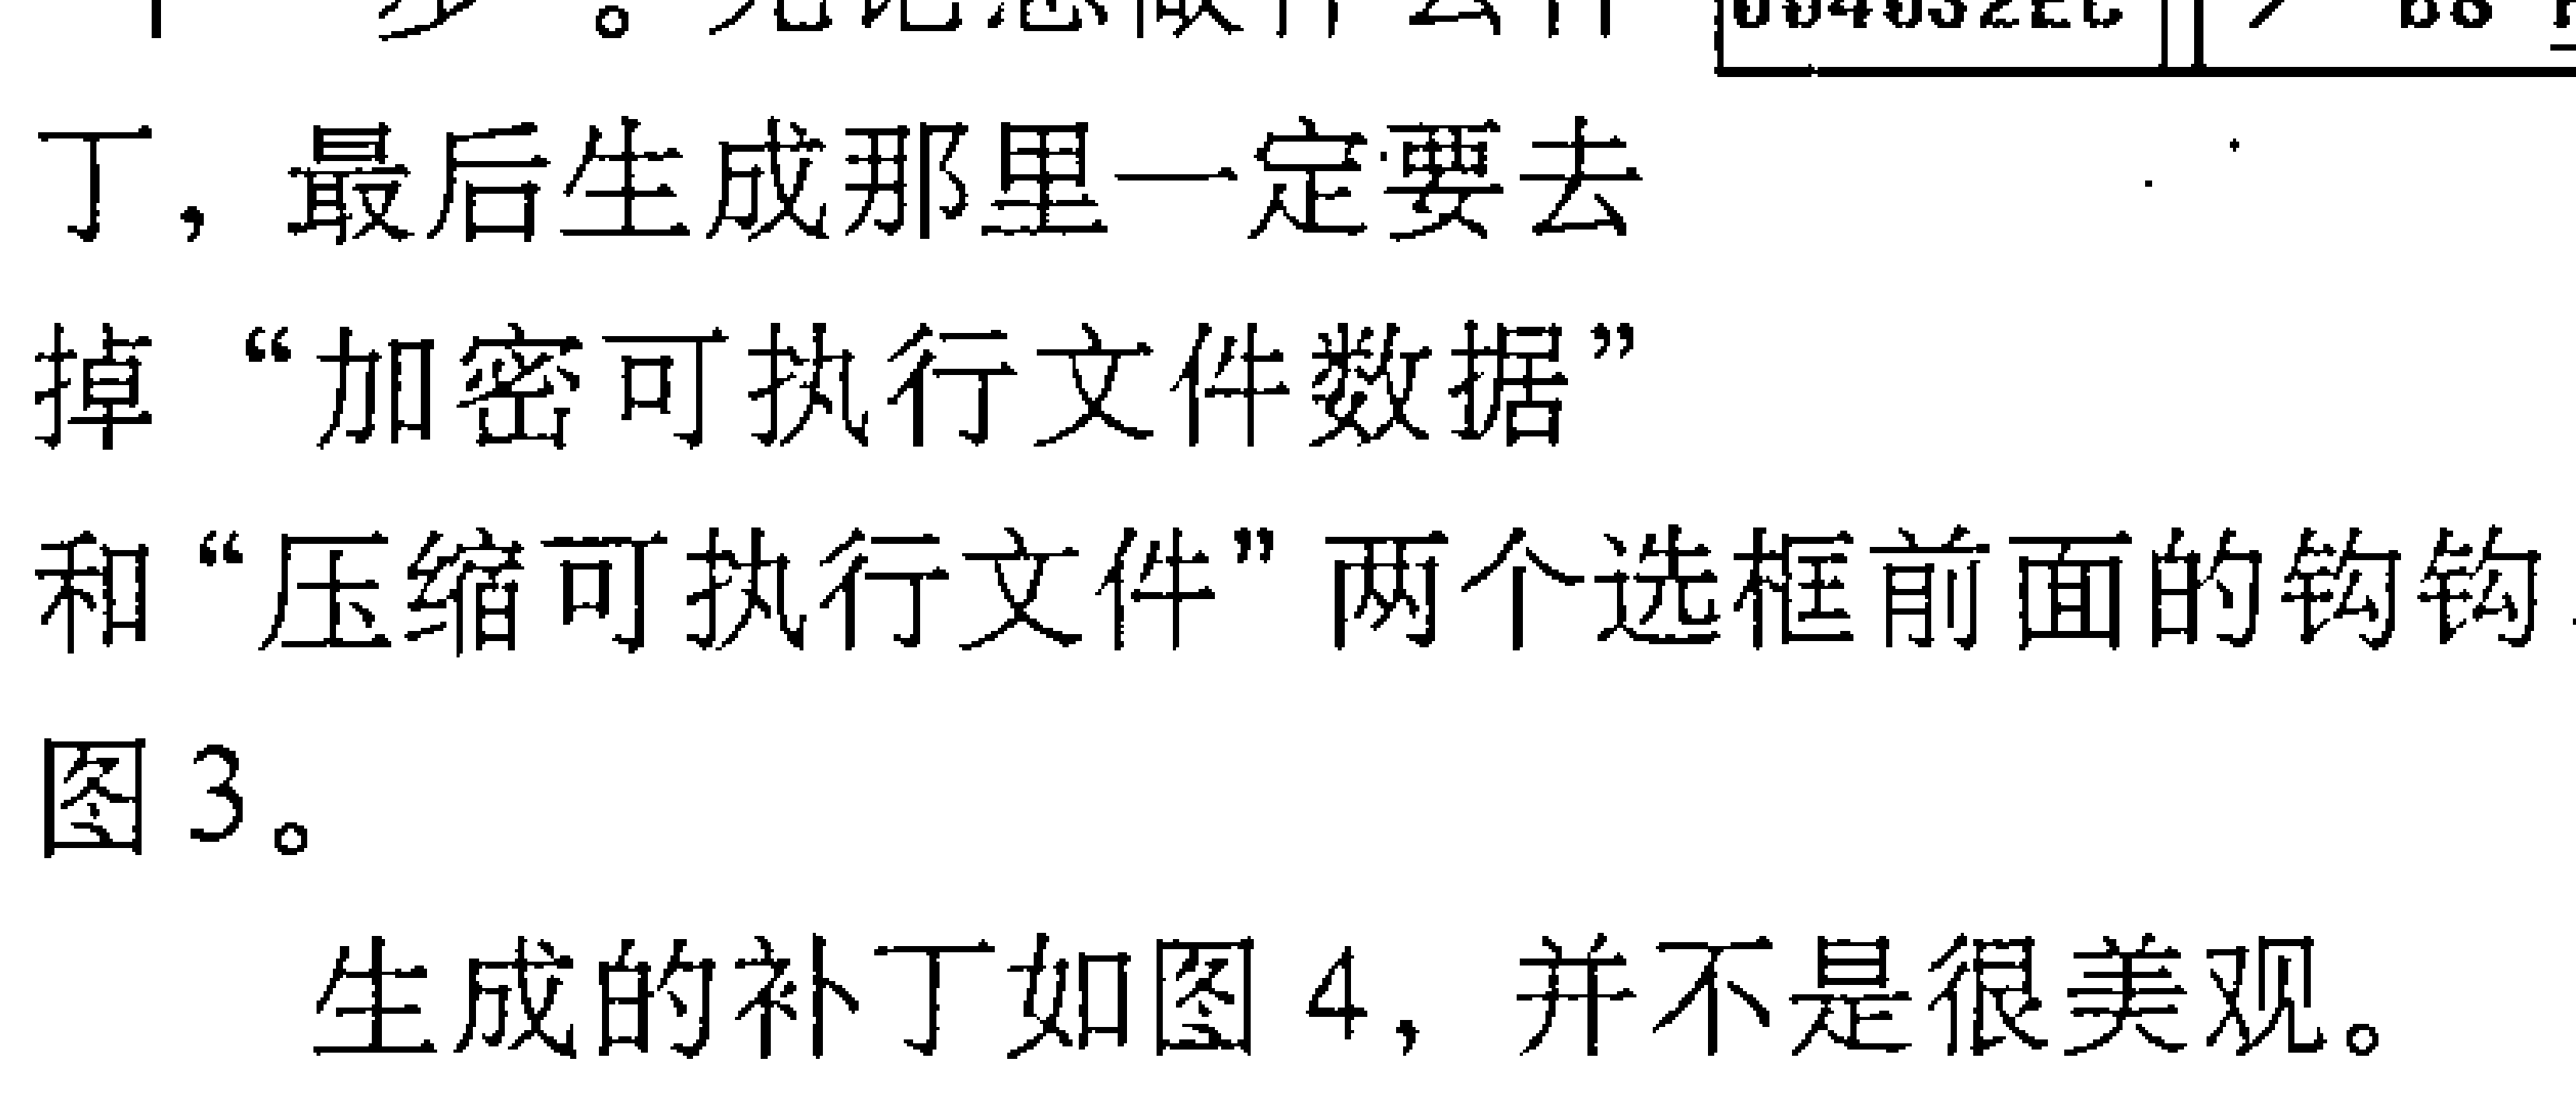 丁，最后生成那里一定要去
掉“加密可执行文件数据”
和“压缩可执行文件”两个选框前面的钩钩
图3。
生成的补丁如图4，并不是很美观。